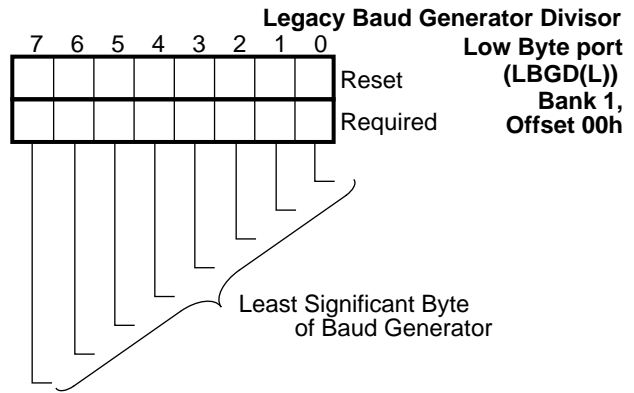 Legacy Baud Generator Divisor
Low Byte port
(LBGD(L))
Bank 1,
Offset 00h
7 6 5 4 3 2 1 0
Reset
Required
Least Significant Byte
of Baud Generator